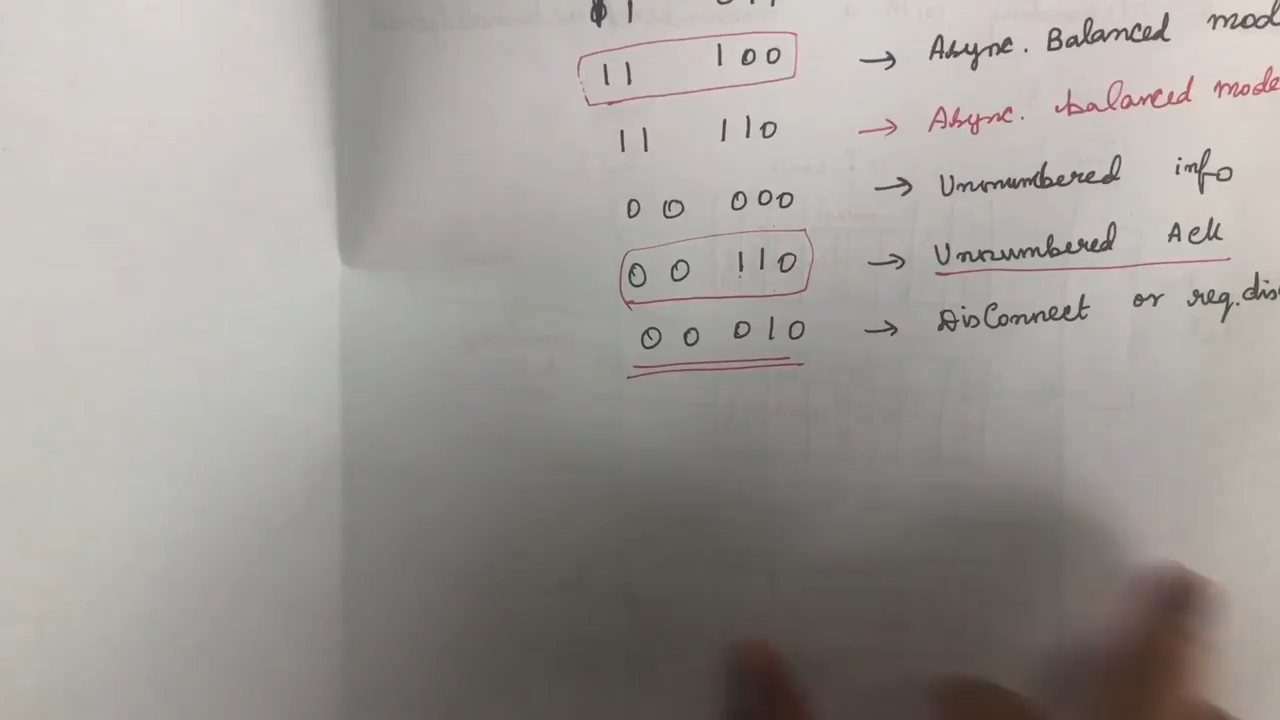 11 100 → Async. Balanced mod
11 110 → Async. balanced mode
00 000 → Unnumbered info
00 110 → Unnumbered Ack
00 010 → Disconnect or req. dis